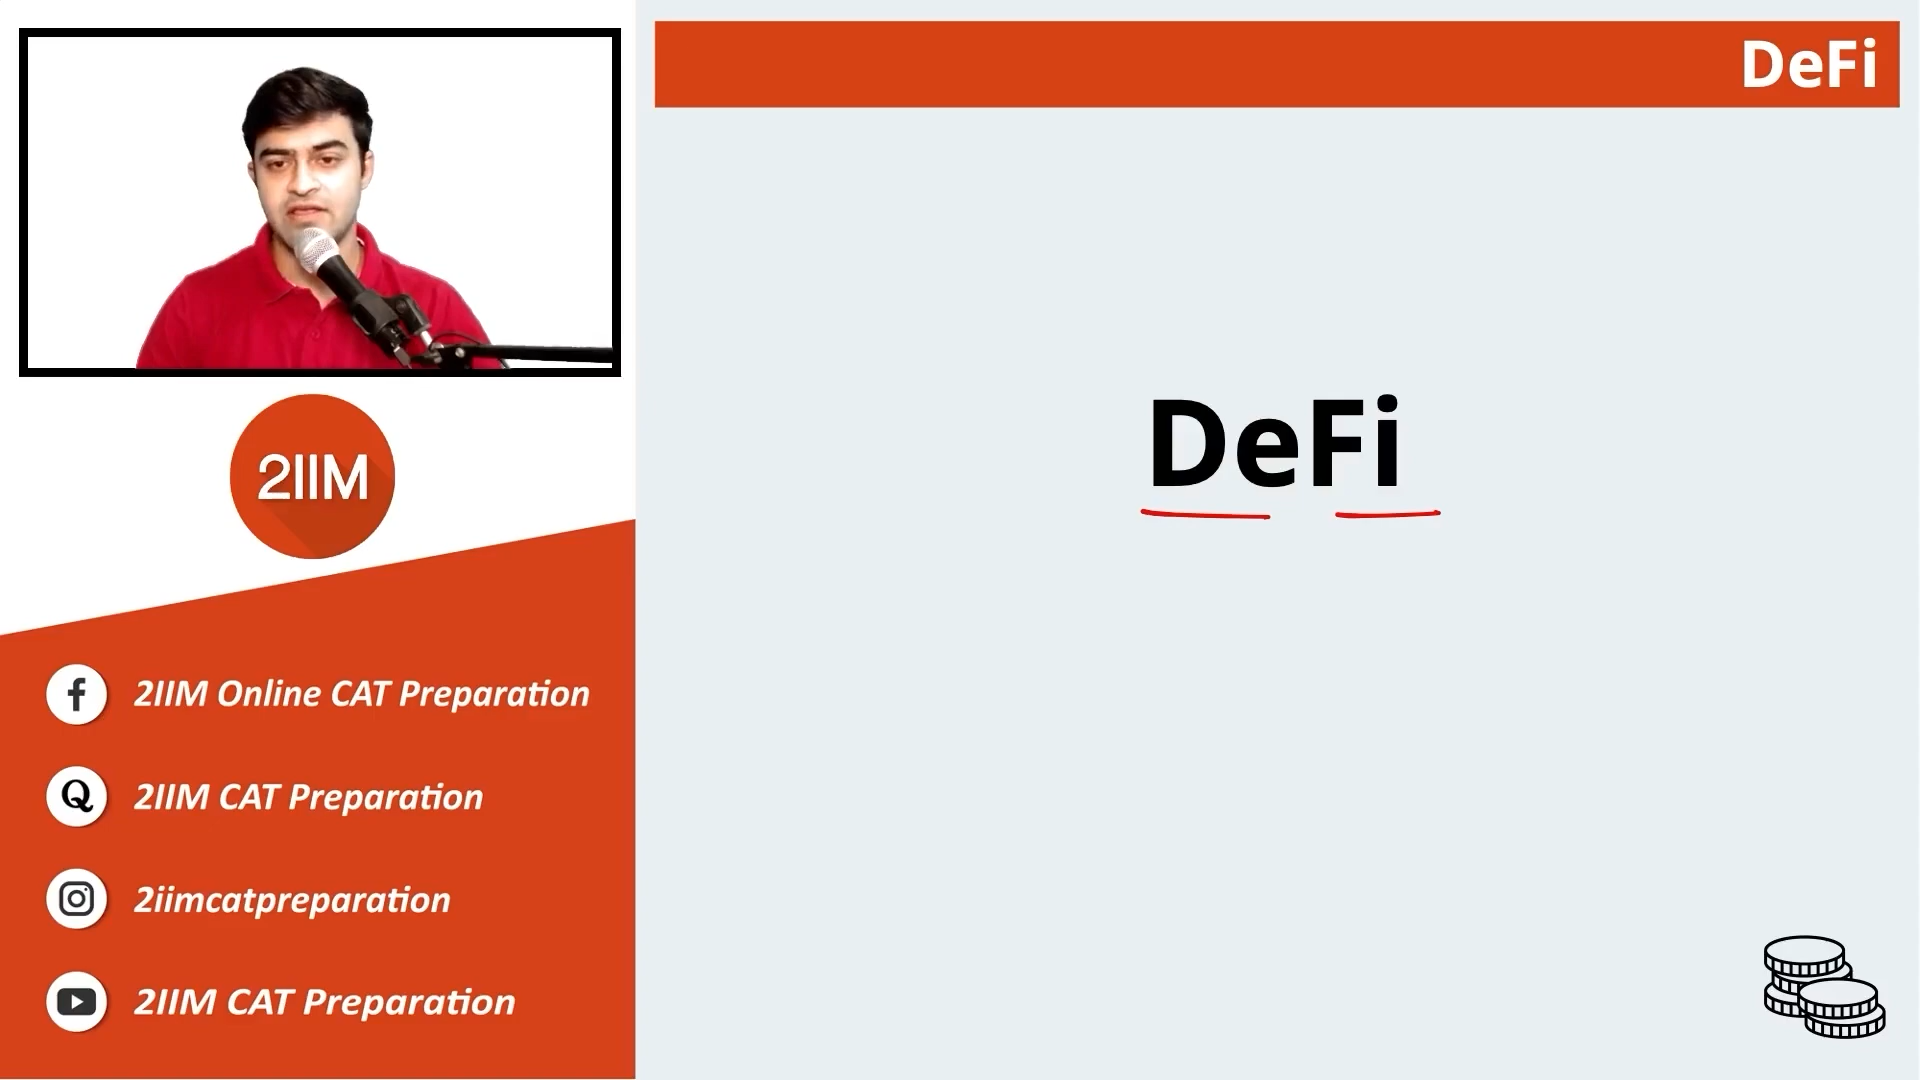 DeFi
DeFi
2IIM
2IIM Online CAT Preparation
2IIM CAT Preparation
2iimcatpreparation
2IIM CAT Preparation